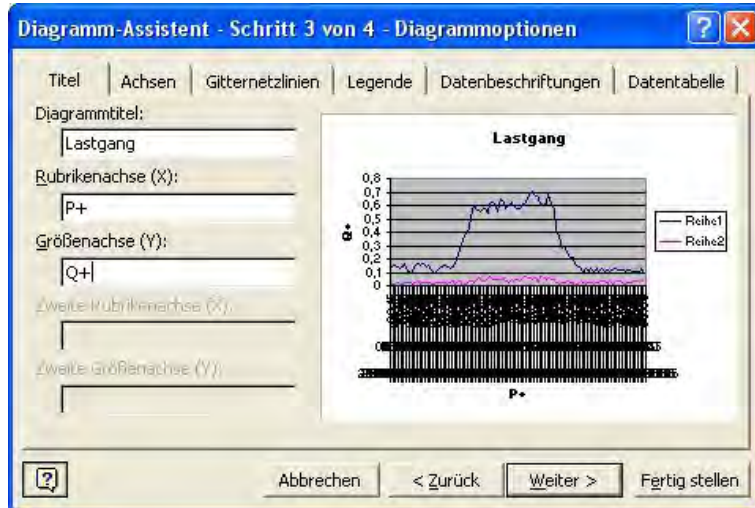 Diagramm-Assistent - Schritt 3 von 4 - Diagrammoptionen
Titel
Achsen
Gitternetzlinien
Legende
Datenbeschriftungen
Datentabelle
Diagrammtitel:
Lastgang
Rubrikenachse (X):
P+
Größenachse (Y):
Q+
Zweite Rubrikenachse (X):
Zweite Größenachse (Y):
Lastgang
0,8
0,7
0,6
0,5
0,4
0,3
0,2
0,1
0
Q+
P+
Reihe1
Reihe2
Abbrechen
< Zurück
Weiter >
Fertig stellen